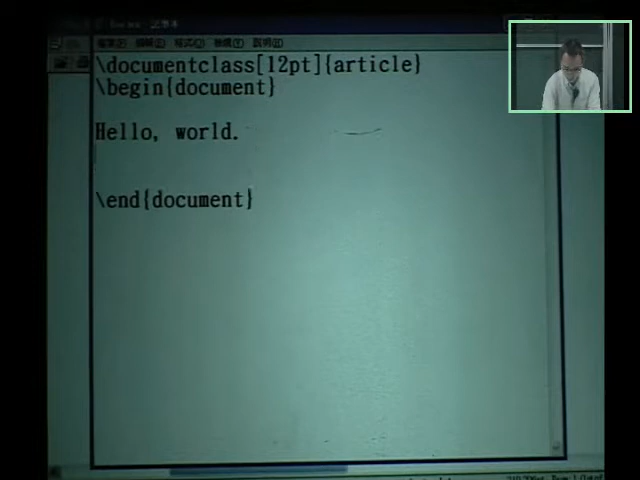 \documentclass[12pt]{article}
\begin{document}
Hello, world.
\end{document}